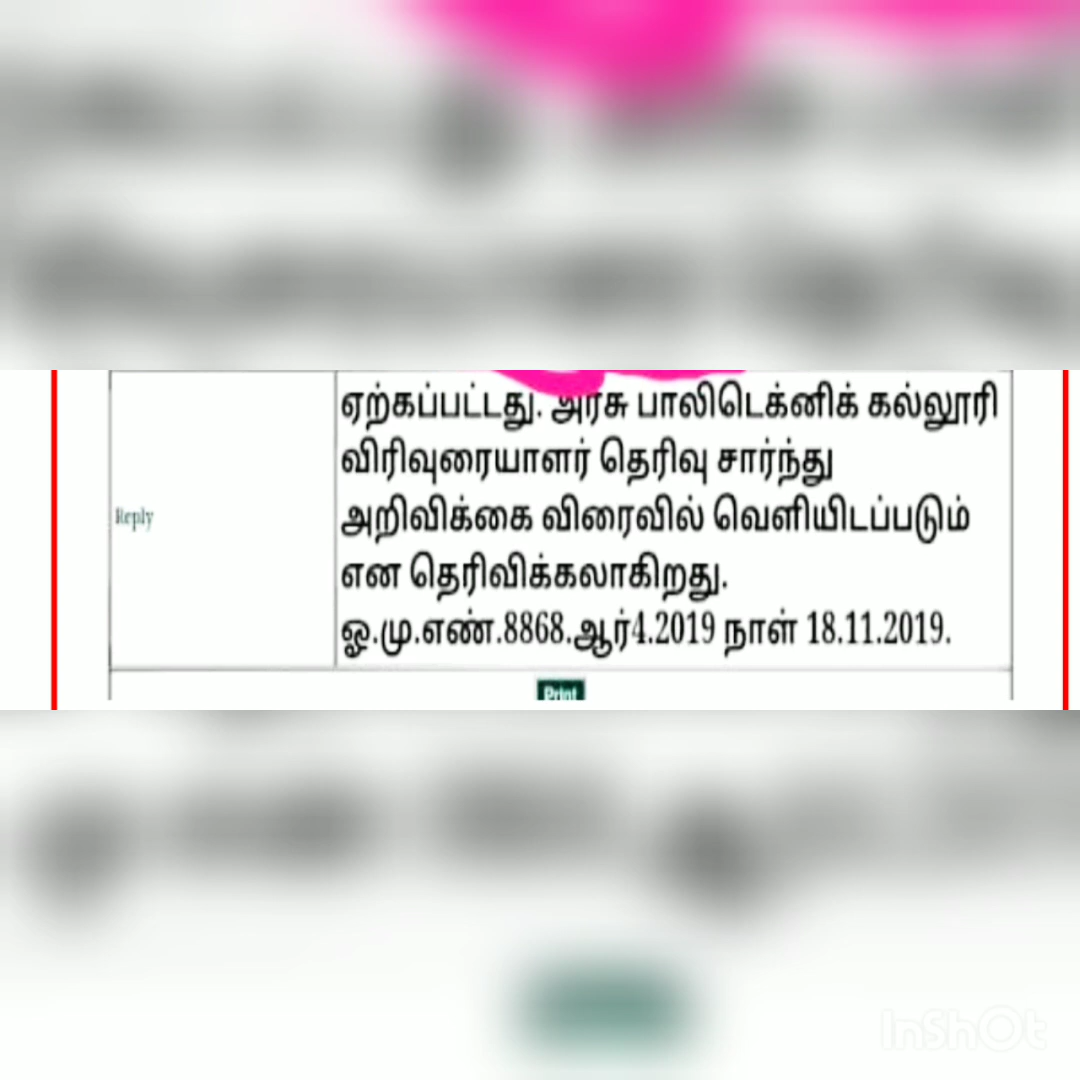 ஏற்கப்பட்டது. அரசு பாலிடெக்னிக் கல்லூரி
விரிவுரையாளர் தெரிவு சார்ந்து
Reply
அறிவிக்கை விரைவில் வெளியிடப்படும்
என தெரிவிக்கலாகிறது.
ஓ.மு.எண்.8868.ஆர்4.2019 நாள் 18.11.2019.
Print
InShOt